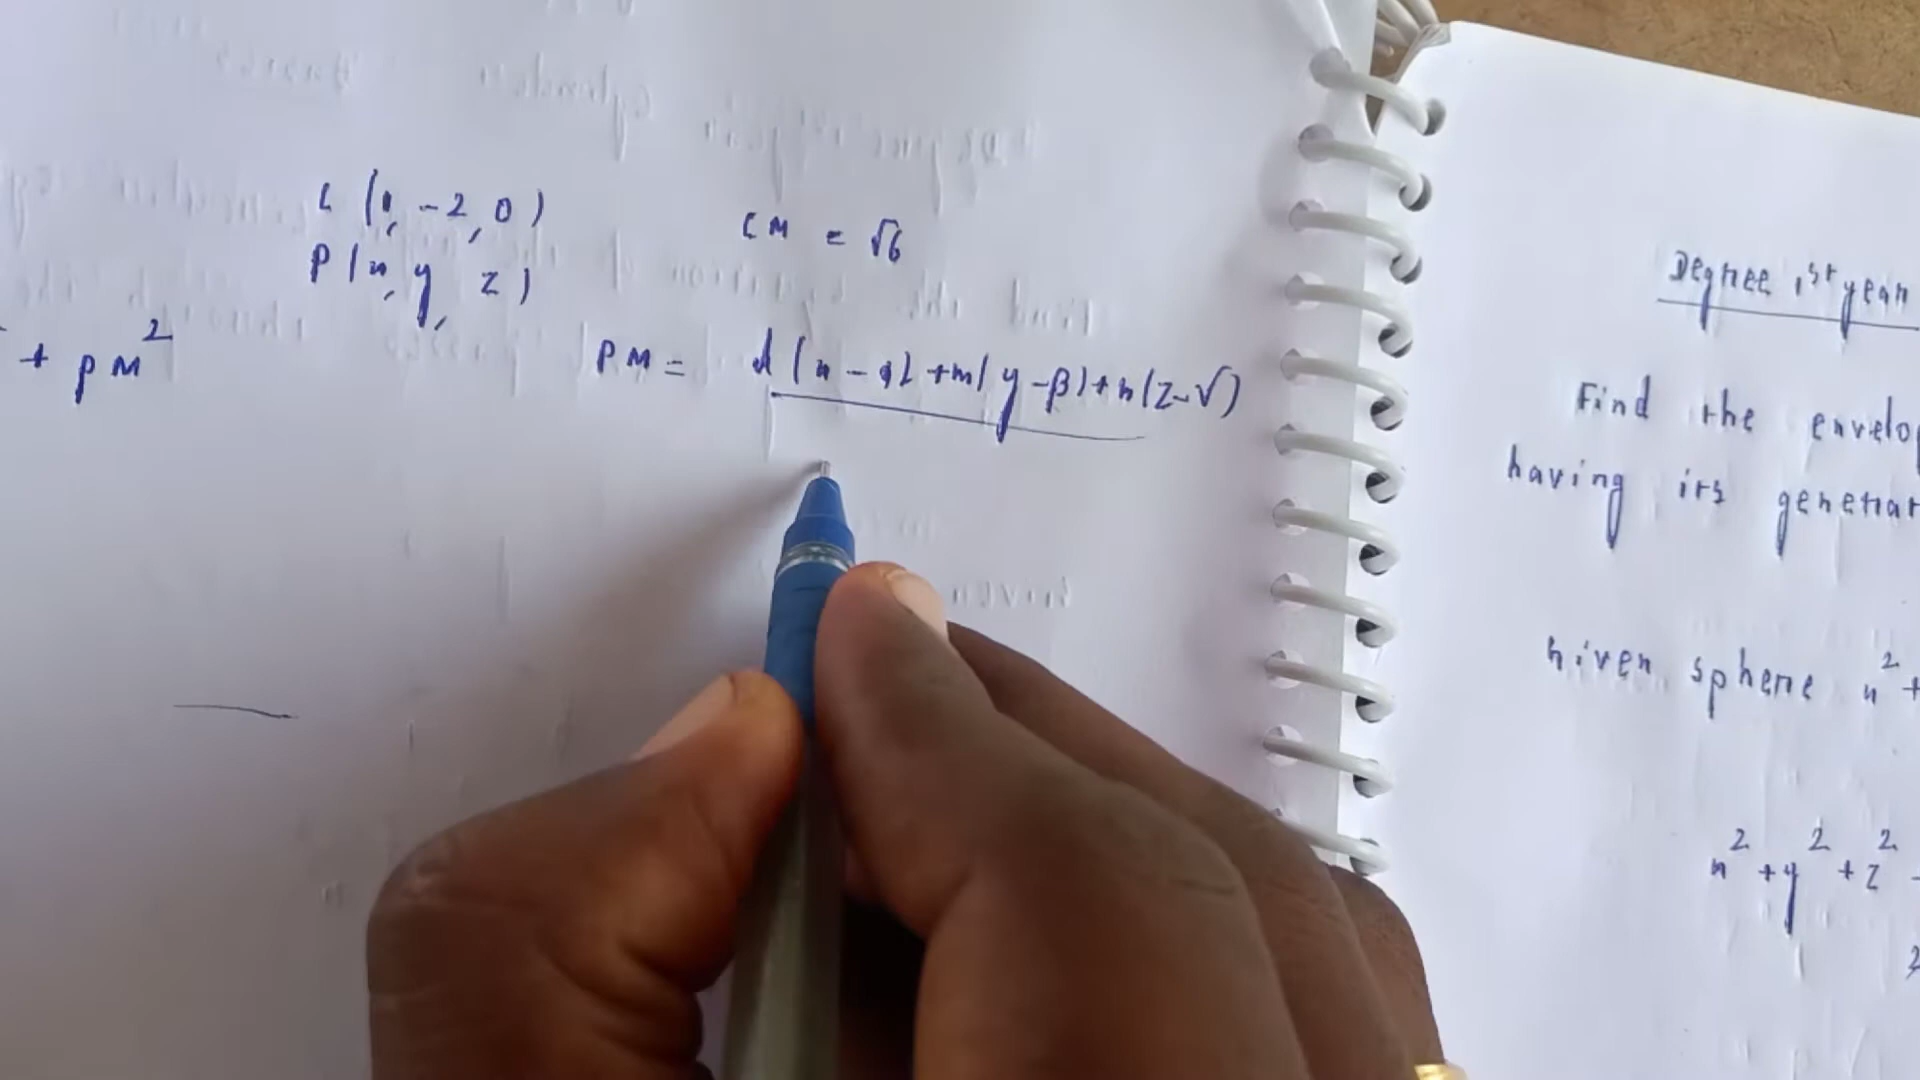 C (1, -2, 0)
P (x, y, z)
CM = √6
+ PM²
PM = l(x - α) + m(y - β) + n(z - γ)
Degree 1st year
Find the envelo
having its generat
Given sphere x² +
x² + y² + z²
2